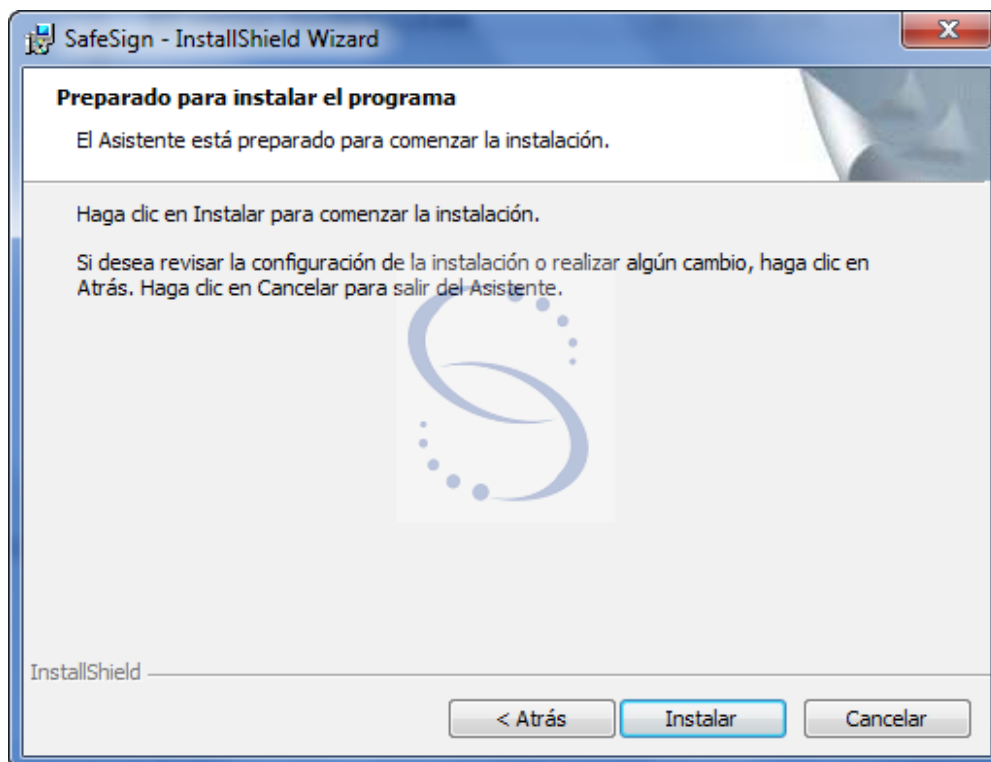 SafeSign - InstallShield Wizard
Preparado para instalar el programa
El Asistente está preparado para comenzar la instalación.
Haga clic en Instalar para comenzar la instalación.
Si desea revisar la configuración de la instalación o realizar algún cambio, haga clic en
Atrás. Haga clic en Cancelar para salir del Asistente.
InstallShield
< Atrás
Instalar
Cancelar